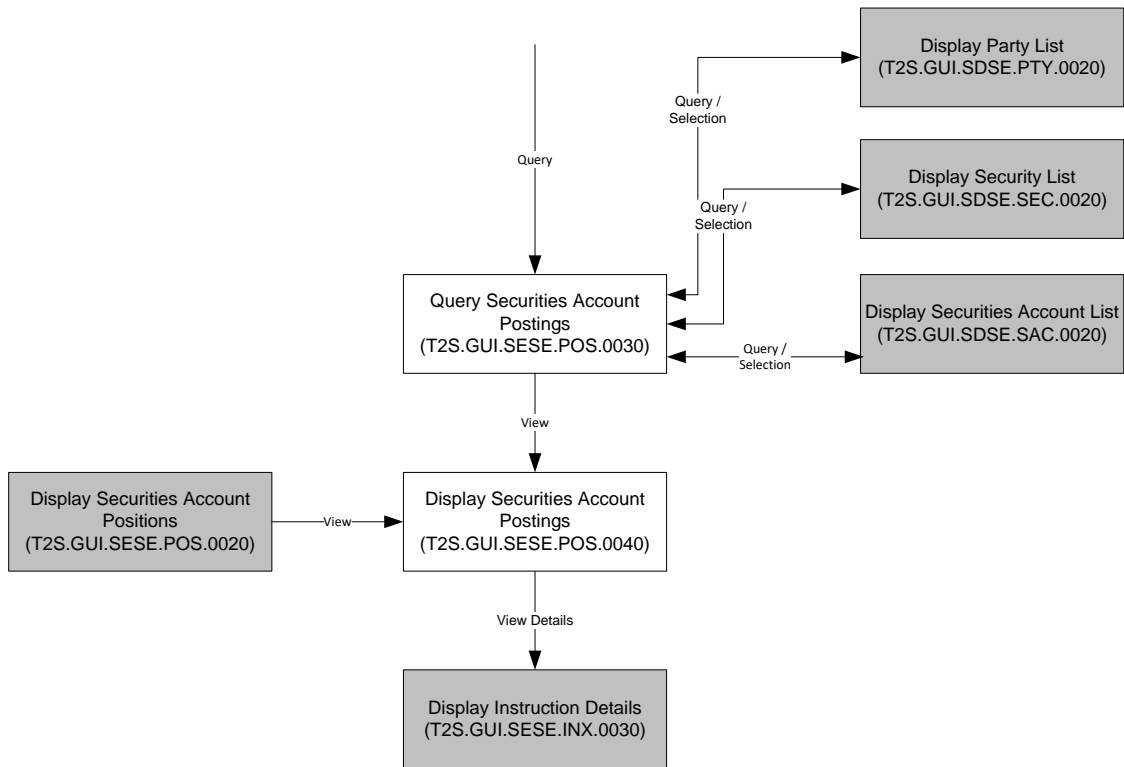 Display Party List
(T2S.GUI.SDSE.PTY.0020)
Query /
Selection
Query
Display Security List
(T2S.GUI.SDSE.SEC.0020)
Query /
Selection
Query Securities Account
Postings
(T2S.GUI.SESE.POS.0030)
Display Securities Account List
(T2S.GUI.SDSE.SAC.0020)
Query /
Selection
View
Display Securities Account
Positions
(T2S.GUI.SESE.POS.0020)
View
Display Securities Account
Postings
(T2S.GUI.SESE.POS.0040)
View Details
Display Instruction Details
(T2S.GUI.SESE.INX.0030)